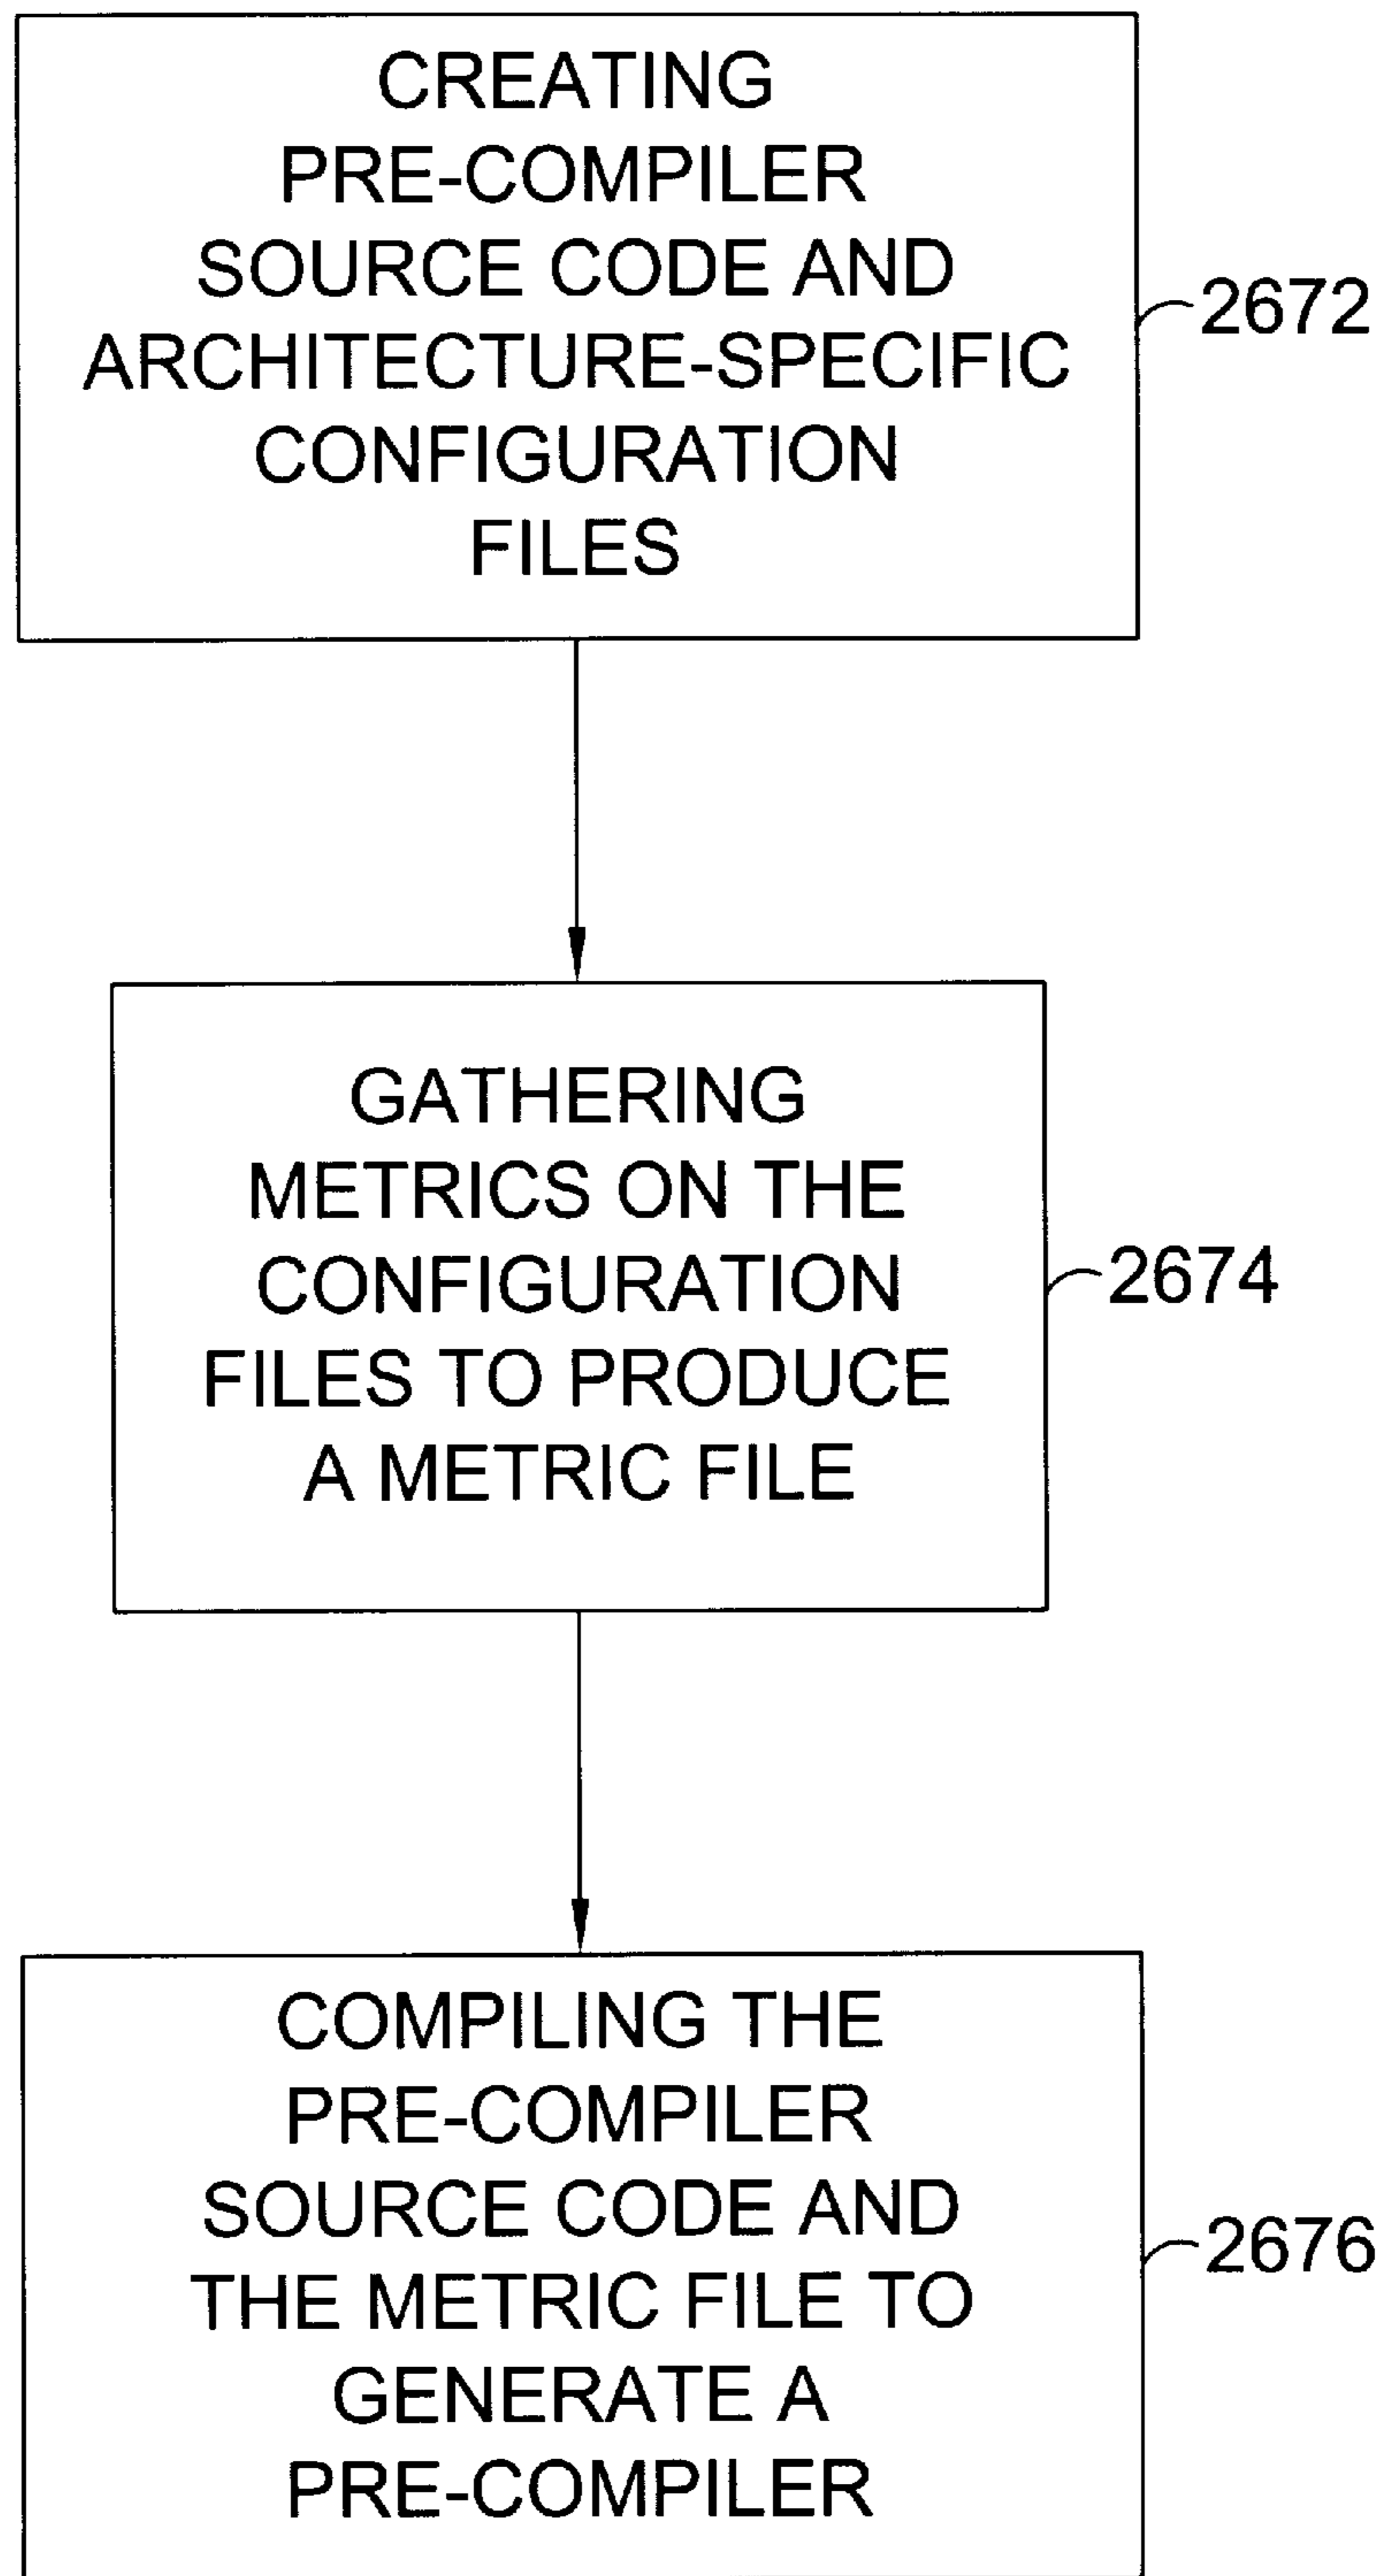 CREATING
PRE-COMPILER
SOURCE CODE AND
ARCHITECTURE-SPECIFIC
CONFIGURATION
FILES
2672
GATHERING
METRICS ON THE
CONFIGURATION
FILES TO PRODUCE
A METRIC FILE
2674
COMPILING THE
PRE-COMPILER
SOURCE CODE AND
THE METRIC FILE TO
GENERATE A
PRE-COMPILER
2676